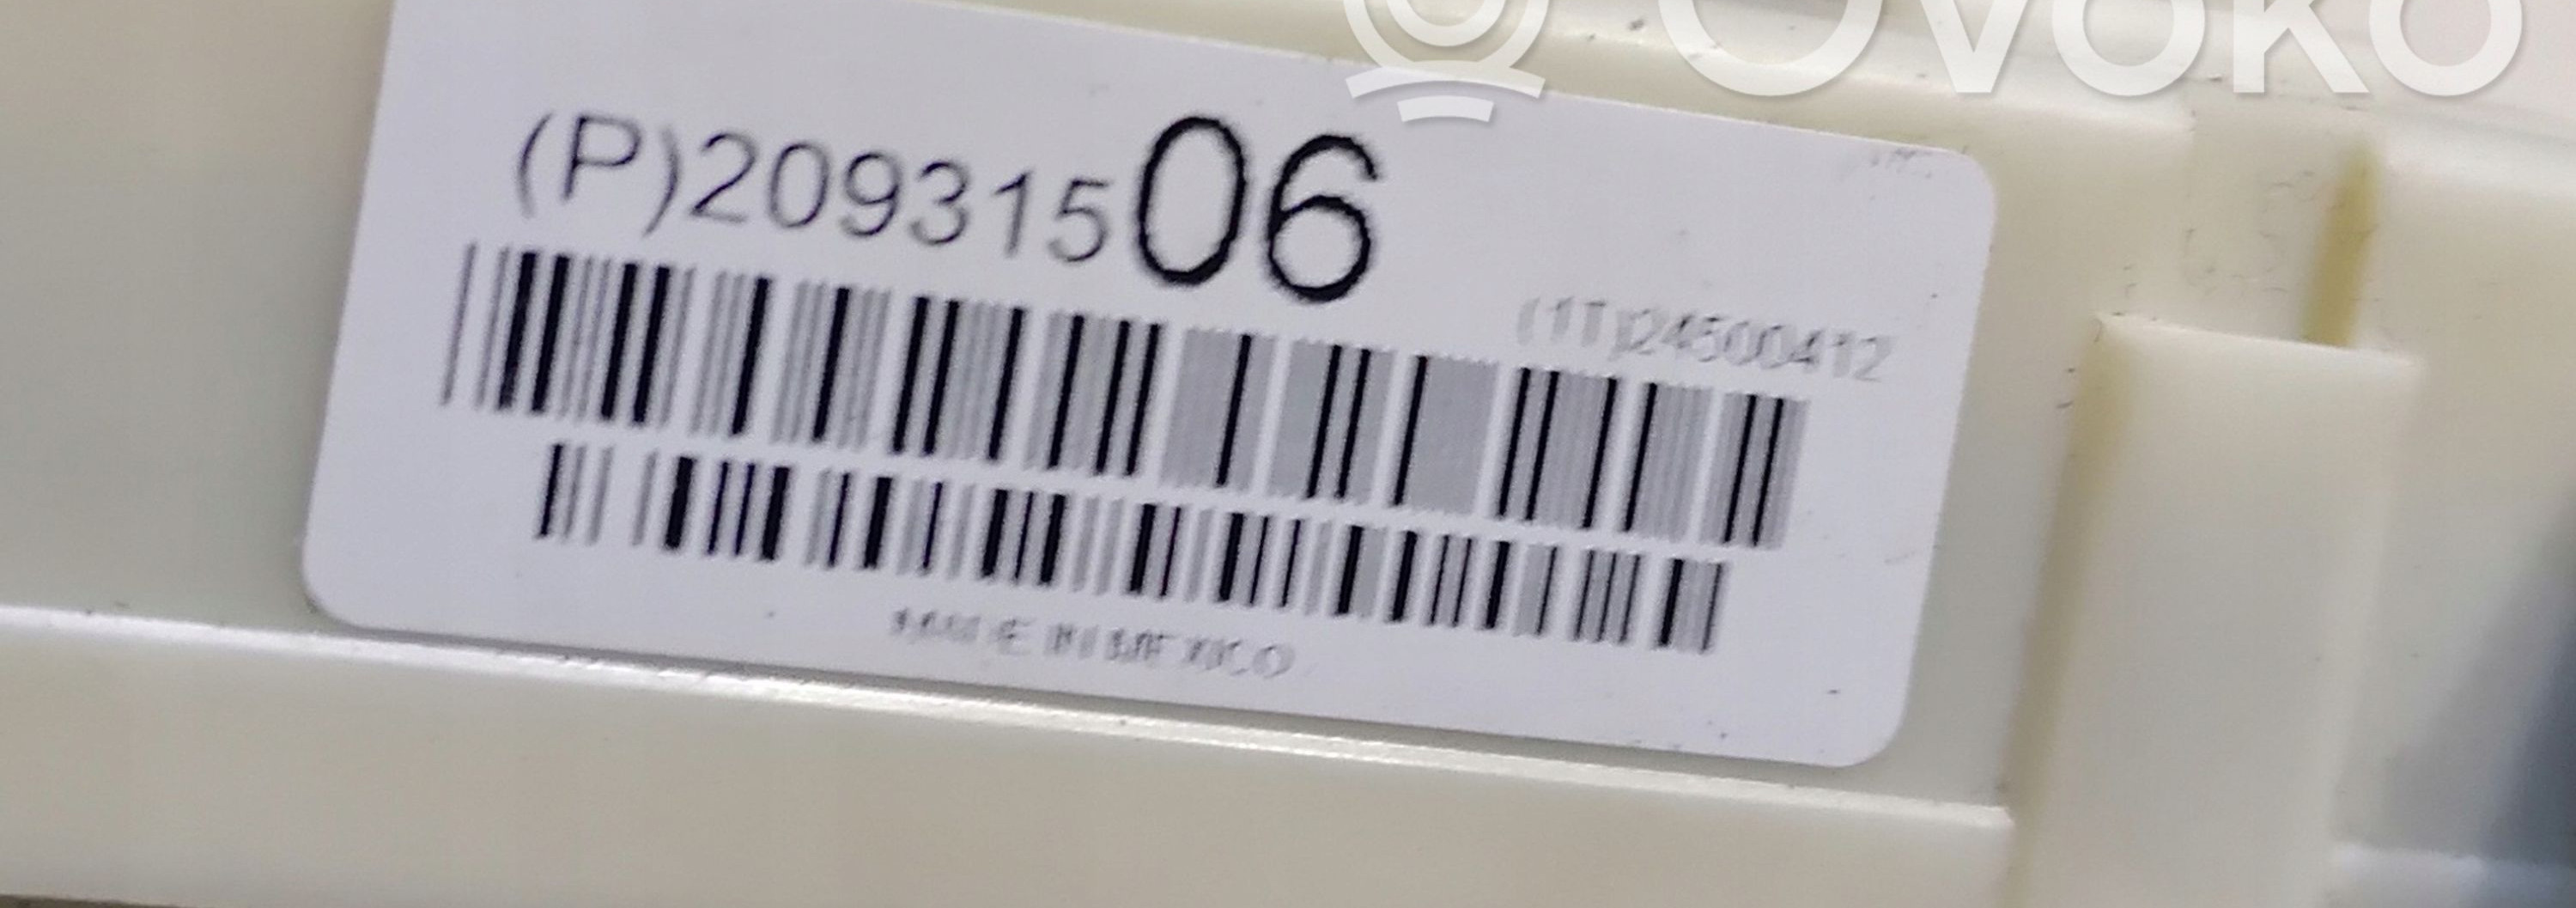 Ovoko
(P)20931506
(1T)24500412
MADE IN MEXICO